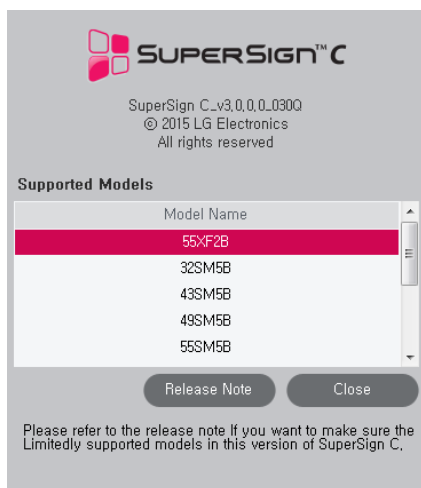 SuperSign™ C
SuperSign C_v3,0,0,0_030Q
© 2015 LG Electronics
All rights reserved
Supported Models
Model Name
55XF2B
32SM5B
43SM5B
49SM5B
55SM5B
Release Note
Close
Please refer to the release note If you want to make sure the
Limitedly supported models in this version of SuperSign C,